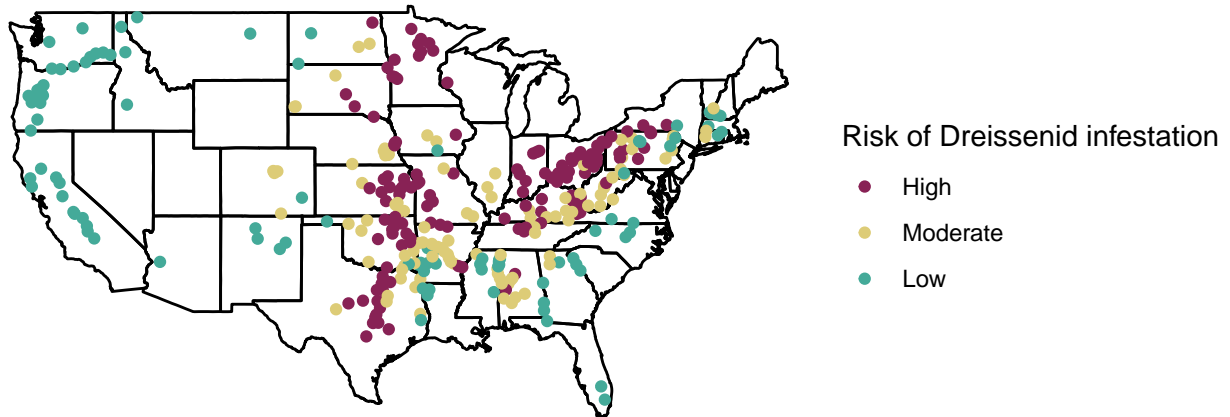 Risk of Dreissenid infestation
High
Moderate
Low